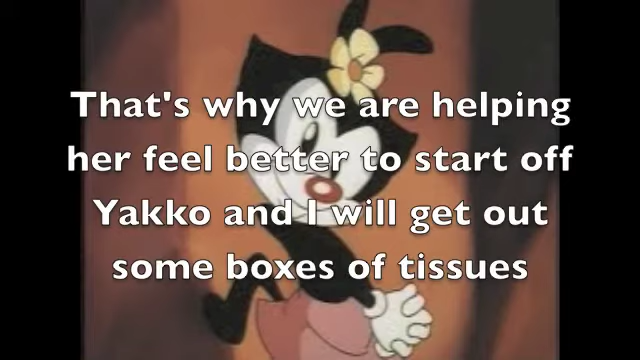 That's why we are helping
her feel better to start off
Yakko and I will get out
some boxes of tissues